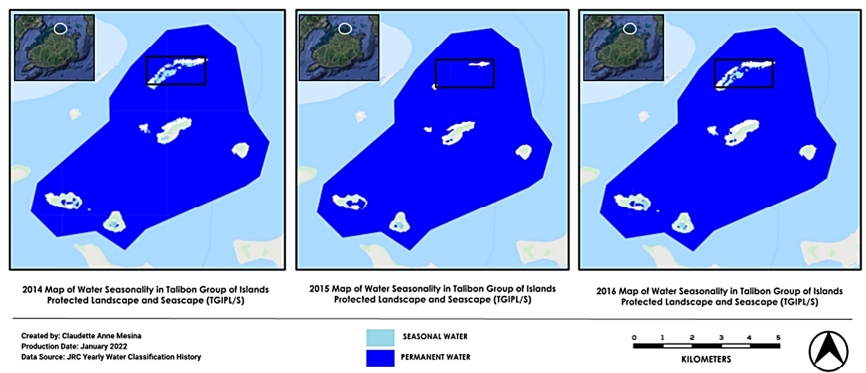 2014 Map of Water Seasonality in Talibon Group of Islands
Protected Landscape and Seascape (TGIPL/S)
2015 Map of Water Seasonality in Talibon Group of Islands
Protected Landscape and Seascape (TGIPL/S)
2016 Map of Water Seasonality in Talibon Group of Islands
Protected Landscape and Seascape (TGIPL/S)
Created by: Claudette Anne Mesina
Production Date: January 2022
Data Source: JRC Yearly Water Classification History
SEASONAL WATER
PERMANENT WATER
0 1 2 3 4 5
KILOMETERS